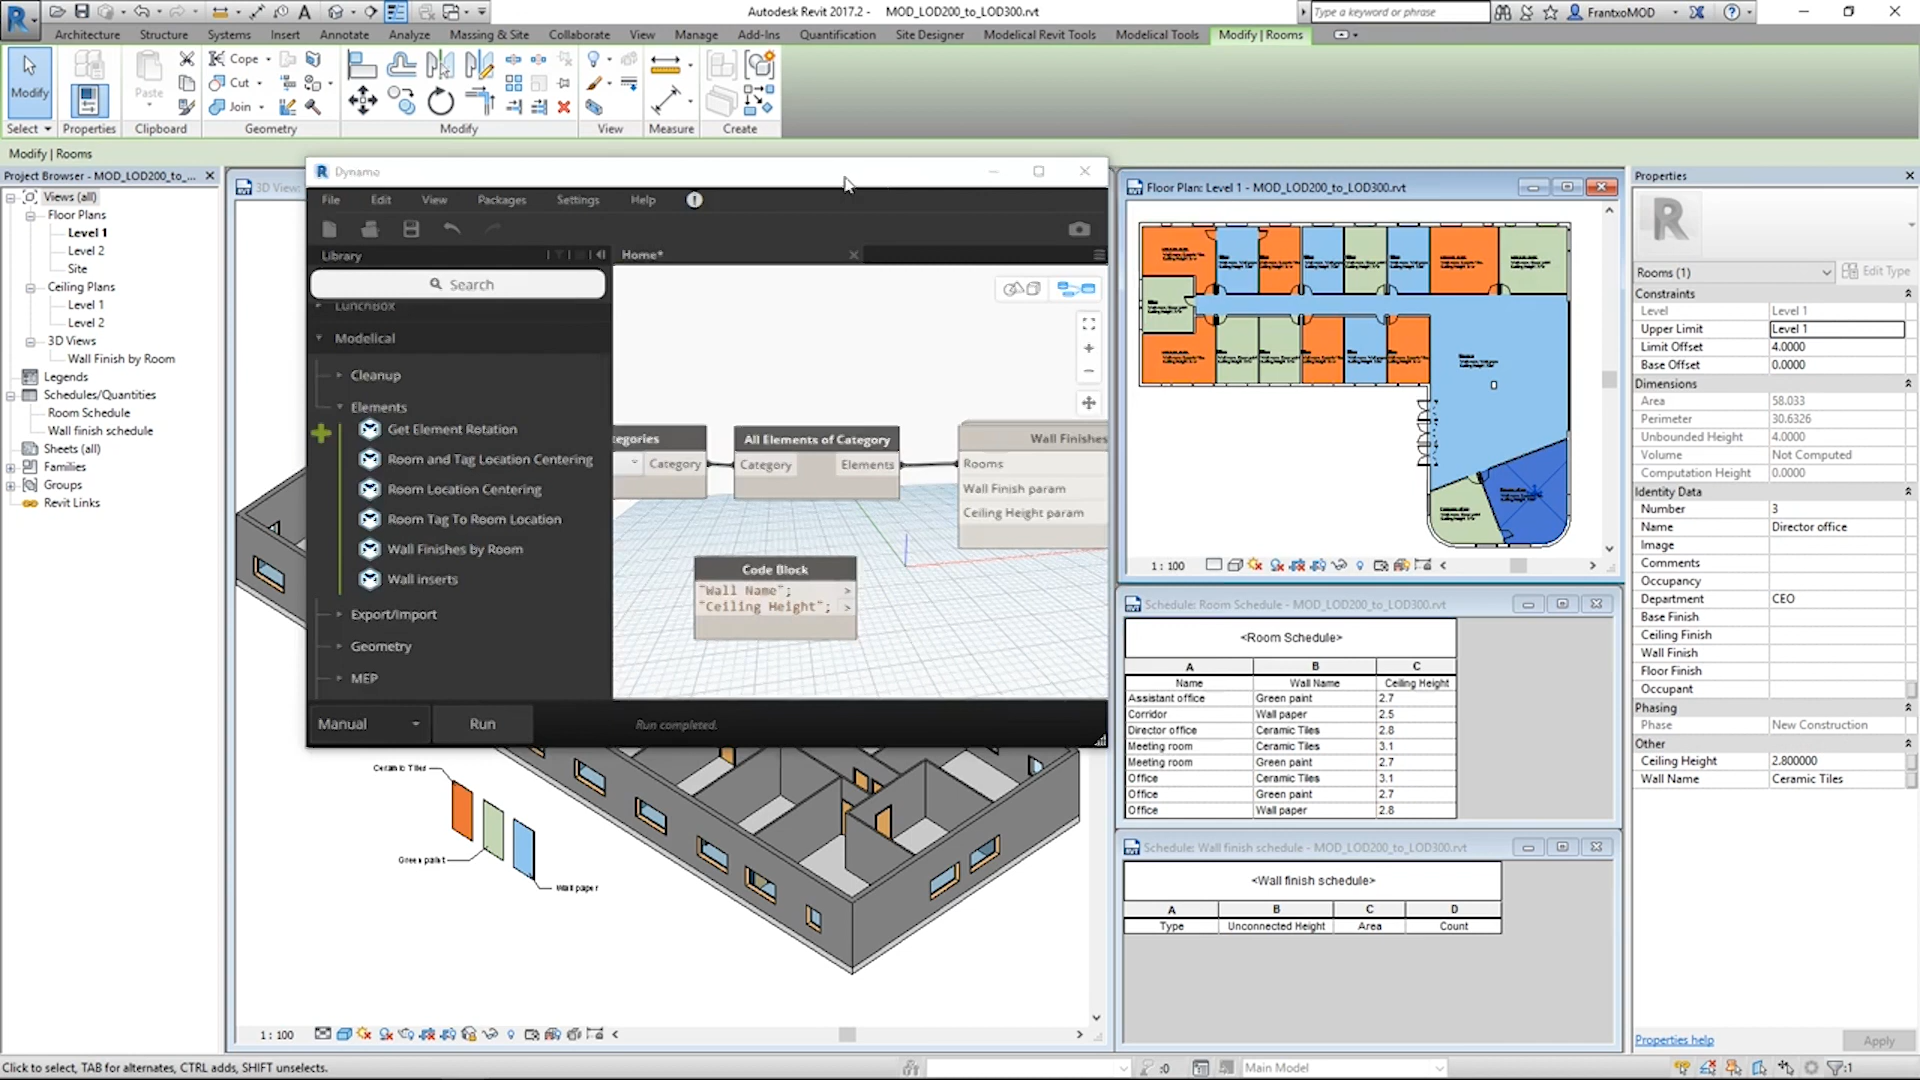 Autodesk Revit 2017.2 - MOD_LOD200_to_LOD300.rvt
Type a keyword or phrase
FrantxoMOD
Architecture Structure Systems Insert Annotate Analyze Massing & Site Collaborate View Manage Add-Ins Quantification Site Designer Modelical Revit Tools Modelical Tools Modify | Rooms
Modify
Paste
Cope
Cut
Join
Select Properties Clipboard Geometry Modify View Measure Create
Modify | Rooms
Project Browser - MOD_LOD200_to_...
Views (all)
Floor Plans
Level 1
Level 2
Site
Ceiling Plans
Level 1
Level 2
3D Views
Wall Finish by Room
Legends
Schedules/Quantities
Room Schedule
Wall finish schedule
Sheets (all)
Families
Groups
Revit Links
3D View:
Dynamo
File Edit View Packages Settings Help
Library
Home*
Search
LunchBox
Modelical
Cleanup
Elements
Get Element Rotation
Room and Tag Location Centering
Room Location Centering
Room Tag To Room Location
Wall Finishes by Room
Wall inserts
Export/Import
Geometry
MEP
tegories
Category
All Elements of Category
Category Elements
Wall Finishes
Rooms
Wall Finish param
Ceiling Height param
Code Block
"Wall Name"; >
"Ceiling Height"; >
Manual
Run
Run completed.
Ceramic Tiles
Green paint
Wall paper
1 : 100
Floor Plan: Level 1 - MOD_LOD200_to_LOD300.rvt
1 : 100
Schedule: Room Schedule - MOD_LOD200_to_LOD300.rvt
<Room Schedule>
A B C
Name Wall Name Ceiling Height
Assistant office Green paint 2.7
Corridor Wall paper 2.5
Director office Ceramic Tiles 2.8
Meeting room Ceramic Tiles 3.1
Meeting room Green paint 2.7
Office Ceramic Tiles 3.1
Office Green paint 2.7
Office Wall paper 2.8
Schedule: Wall finish schedule - MOD_LOD200_to_LOD300.rvt
<Wall finish schedule>
A B C D
Type Unconnected Height Area Count
Properties
Rooms (1)
Edit Type
Constraints
Level Level 1
Upper Limit Level 1
Limit Offset 4.0000
Base Offset 0.0000
Dimensions
Area 58.033
Perimeter 30.6326
Unbounded Height 4.0000
Volume Not Computed
Computation Height 0.0000
Identity Data
Number 3
Name Director office
Image
Comments
Occupancy
Department CEO
Base Finish
Ceiling Finish
Wall Finish
Floor Finish
Occupant
Phasing
Phase New Construction
Other
Ceiling Height 2.800000
Wall Name Ceramic Tiles
Properties help
Apply
Click to select, TAB for alternates, CTRL adds, SHIFT unselects.
:0
Main Model
:1